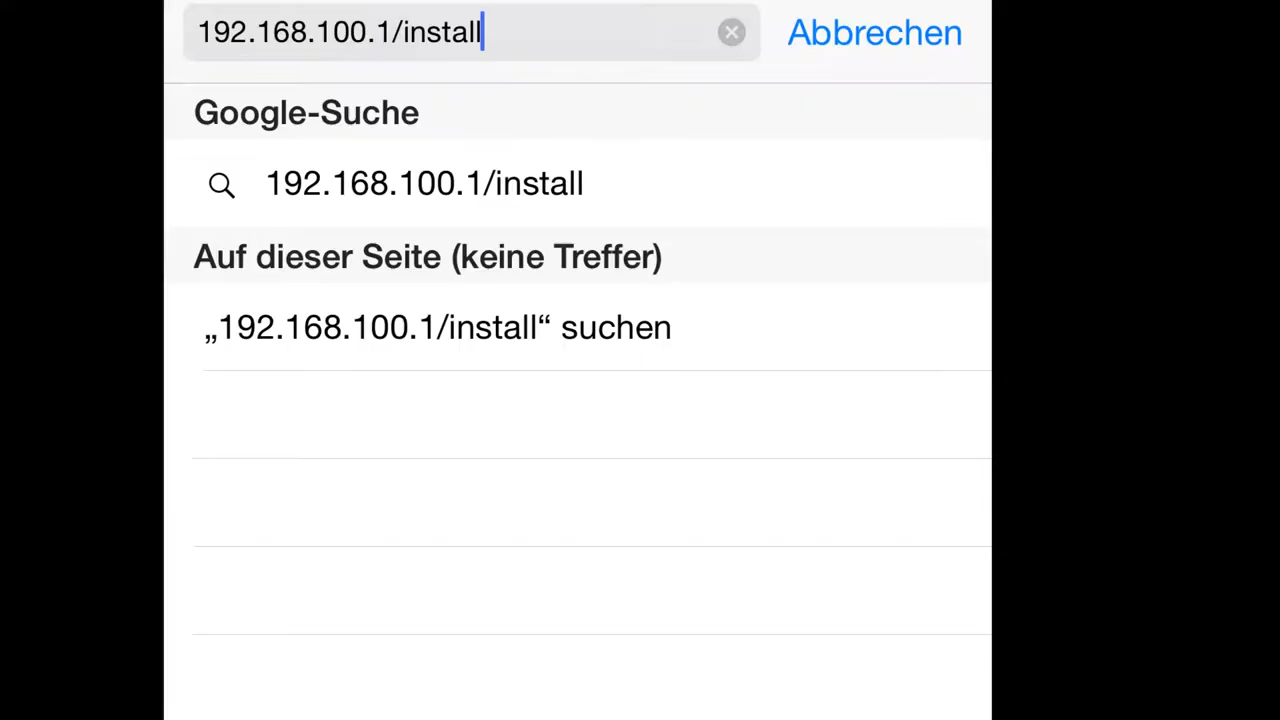 192.168.100.1/install
Abbrechen
Google-Suche
192.168.100.1/install
Auf dieser Seite (keine Treffer)
„192.168.100.1/install“ suchen